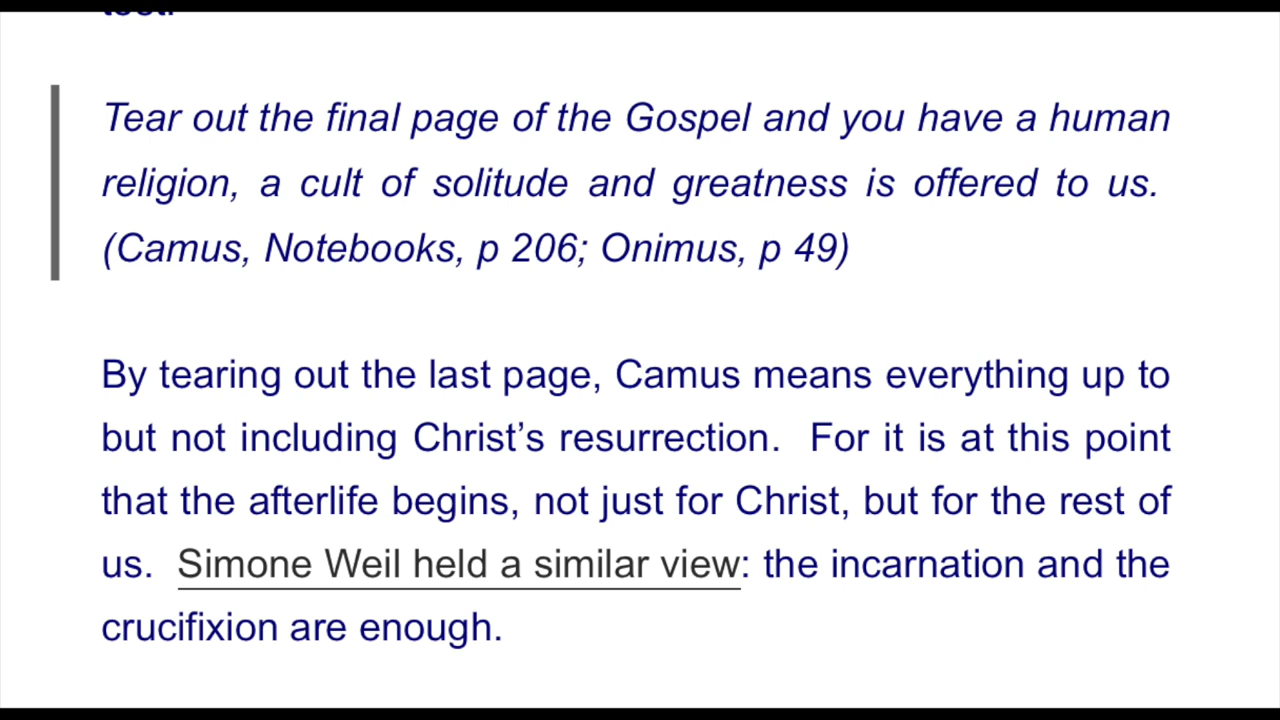 Tear out the final page of the Gospel and you have a human
religion, a cult of solitude and greatness is offered to us.
(Camus, Notebooks, p 206; Onimus, p 49)
By tearing out the last page, Camus means everything up to
but not including Christ’s resurrection. For it is at this point
that the afterlife begins, not just for Christ, but for the rest of
us. Simone Weil held a similar view: the incarnation and the
crucifixion are enough.